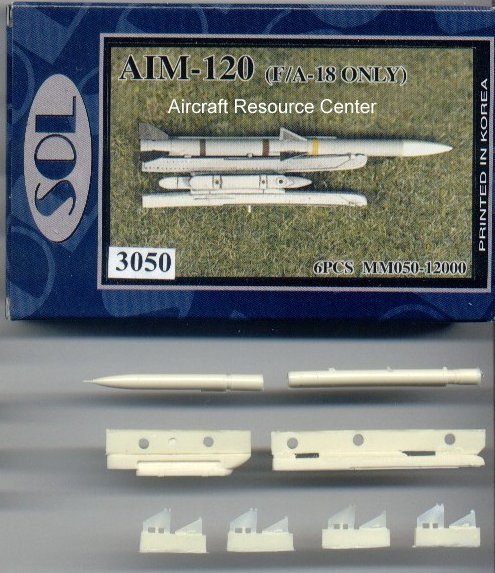 SOL
AIM-120 (F/A-18 ONLY)
Aircraft Resource Center
3050
6PCS MM050-12000
PRINTED IN KOREA